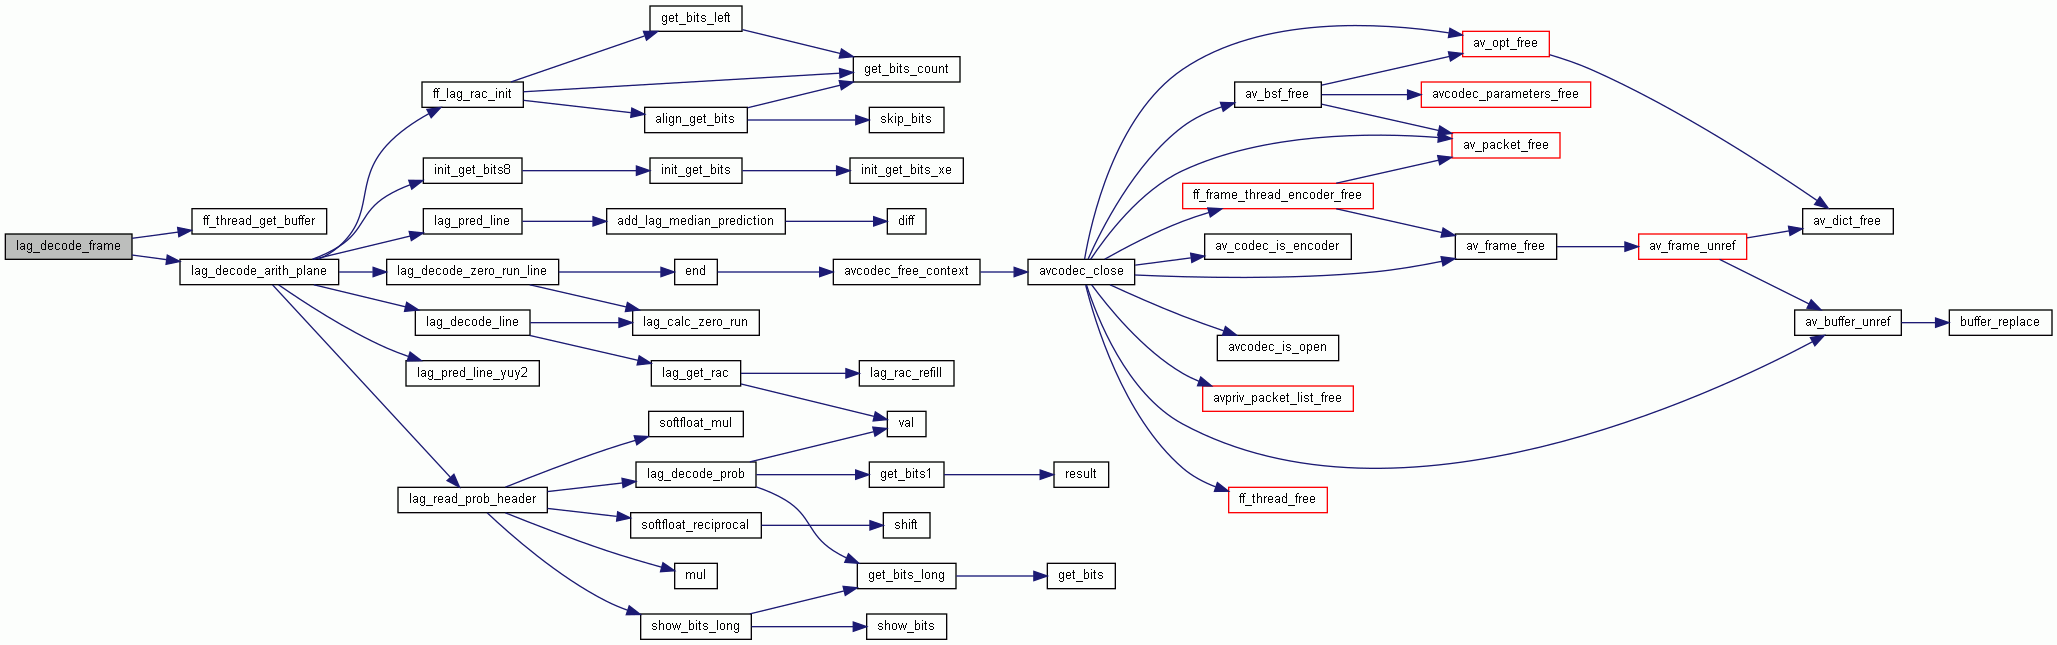 lag_decode_frame
ff_thread_get_buffer
lag_decode_arith_plane
ff_lag_rac_init
init_get_bits8
lag_pred_line
lag_decode_zero_run_line
lag_decode_line
lag_pred_line_yuy2
lag_read_prob_header
get_bits_left
align_get_bits
init_get_bits
add_lag_median_prediction
end
lag_calc_zero_run
lag_get_rac
softfloat_mul
lag_decode_prob
softfloat_reciprocal
mul
show_bits_long
get_bits_count
skip_bits
init_get_bits_xe
diff
avcodec_free_context
lag_rac_refill
val
get_bits1
shift
get_bits_long
show_bits
avcodec_close
result
get_bits
av_bsf_free
ff_frame_thread_encoder_free
av_codec_is_encoder
avcodec_is_open
avpriv_packet_list_free
ff_thread_free
av_opt_free
avcodec_parameters_free
av_packet_free
av_frame_free
av_frame_unref
av_dict_free
av_buffer_unref
buffer_replace